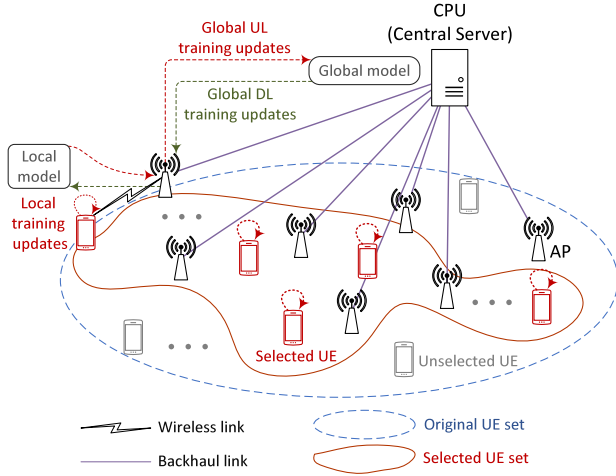 CPU
(Central Server)
Global UL
training updates
Global model
Global DL
training updates
Local
model
Local
training
updates
AP
Selected UE
Unselected UE
Wireless link
Original UE set
Backhaul link
Selected UE set